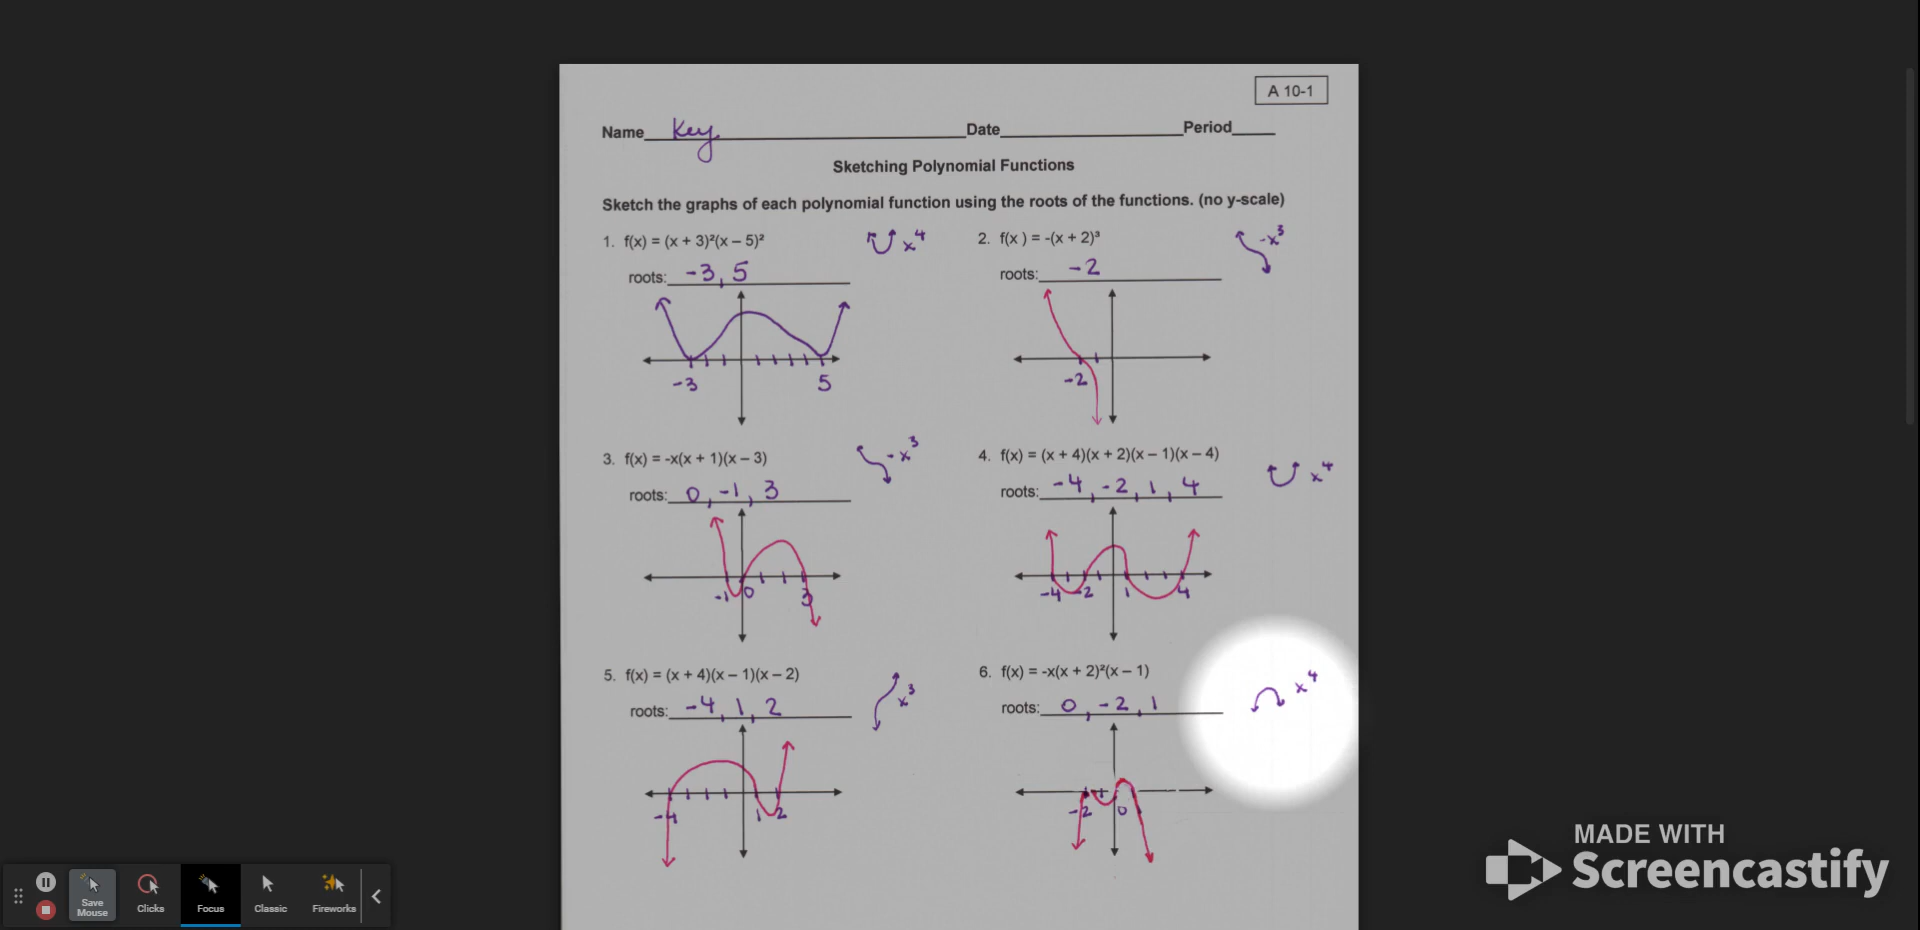 A 10-1
Name Key Date Period
Sketching Polynomial Functions
Sketch the graphs of each polynomial function using the roots of the functions. (no y-scale)
1. f(x) = (x + 3)²(x – 5)² x⁴
roots: -3, 5
-3 5
2. f(x ) = -(x + 2)³ -x³
roots: -2
-2
3. f(x) = -x(x + 1)(x – 3) -x³
roots: 0, -1, 3
-1 0 3
4. f(x) = (x + 4)(x + 2)(x – 1)(x – 4) x⁴
roots: -4, -2, 1, 4
-4 -2 1 4
5. f(x) = (x + 4)(x – 1)(x – 2) x³
roots: -4, 1, 2
-4 1 2
6. f(x) = -x(x + 2)²(x – 1) x⁴
roots: 0, -2, 1
-2 0
MADE WITH
Screencastify
Save Mouse Clicks Focus Classic Fireworks